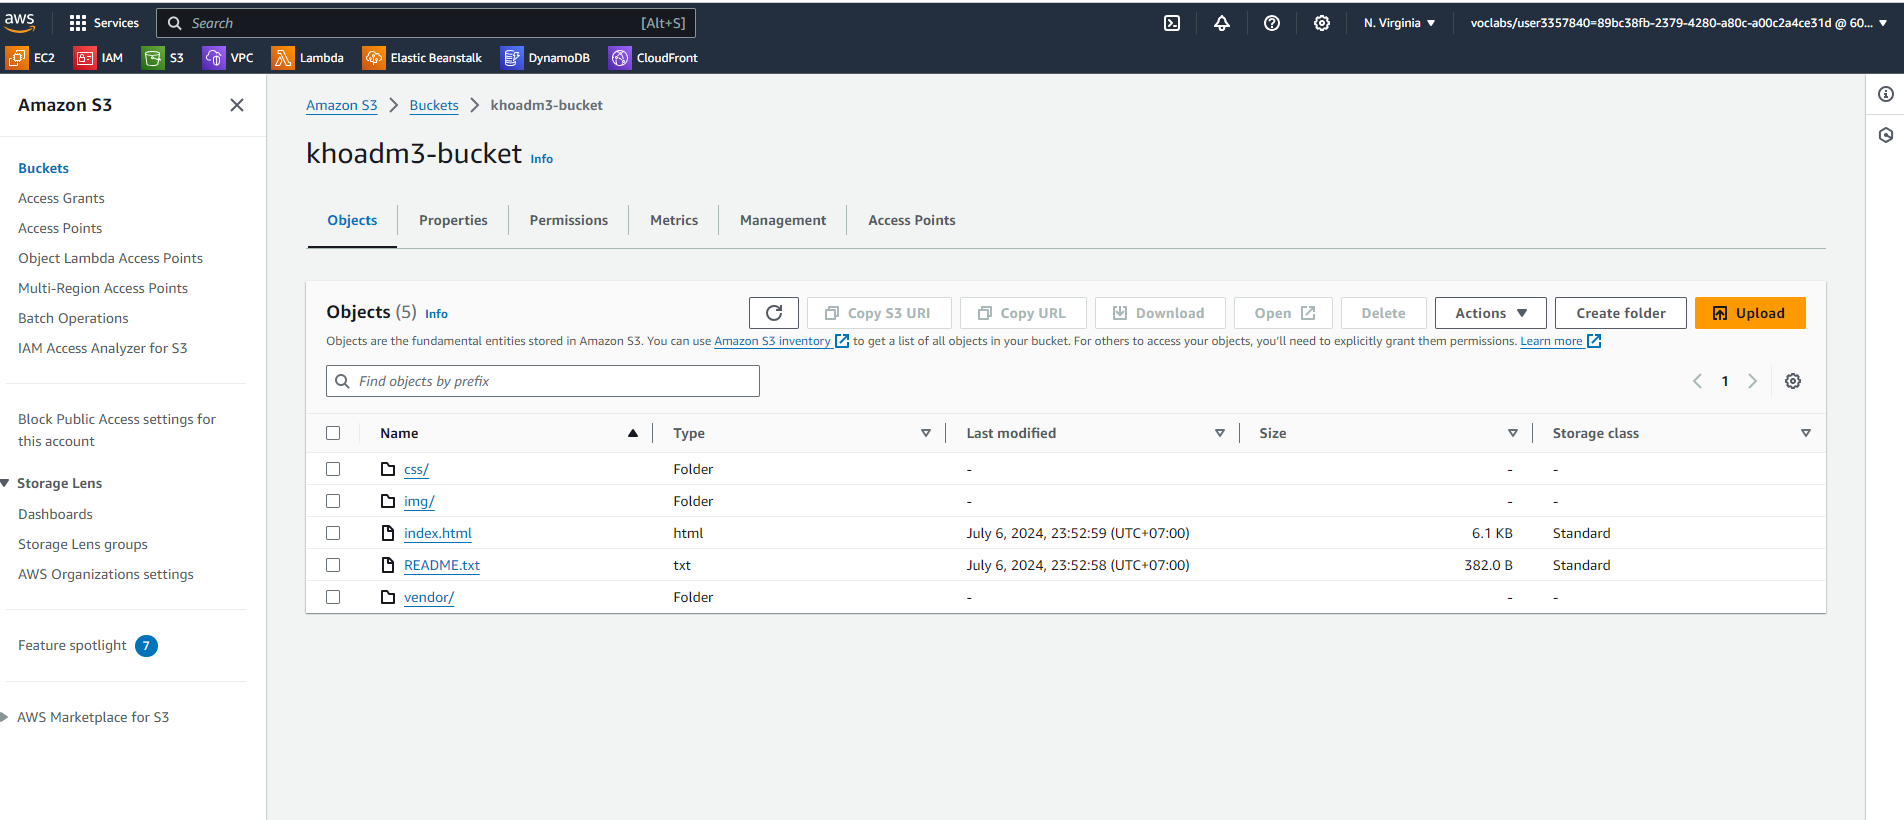 aws Services Search [Alt+S] N. Virginia voclabs/user3357840=89bc38fb-2379-4280-a80c-a00c2a4ce31d @ 60...
EC2 IAM S3 VPC Lambda Elastic Beanstalk DynamoDB CloudFront
Amazon S3
Buckets
Access Grants
Access Points
Object Lambda Access Points
Multi-Region Access Points
Batch Operations
IAM Access Analyzer for S3
Block Public Access settings for
this account
Storage Lens
Dashboards
Storage Lens groups
AWS Organizations settings
Feature spotlight 7
AWS Marketplace for S3
Amazon S3 Buckets khoadm3-bucket
khoadm3-bucket Info
Objects Properties Permissions Metrics Management Access Points
Objects (5) Info Copy S3 URI Copy URL Download Open Delete Actions Create folder Upload
Objects are the fundamental entities stored in Amazon S3. You can use Amazon S3 inventory to get a list of all objects in your bucket. For others to access your objects, you'll need to explicitly grant them permissions. Learn more
Find objects by prefix 1
Name Type Last modified Size Storage class
css/ Folder - - -
img/ Folder - - -
index.html html July 6, 2024, 23:52:59 (UTC+07:00) 6.1 KB Standard
README.txt txt July 6, 2024, 23:52:58 (UTC+07:00) 382.0 B Standard
vendor/ Folder - - -